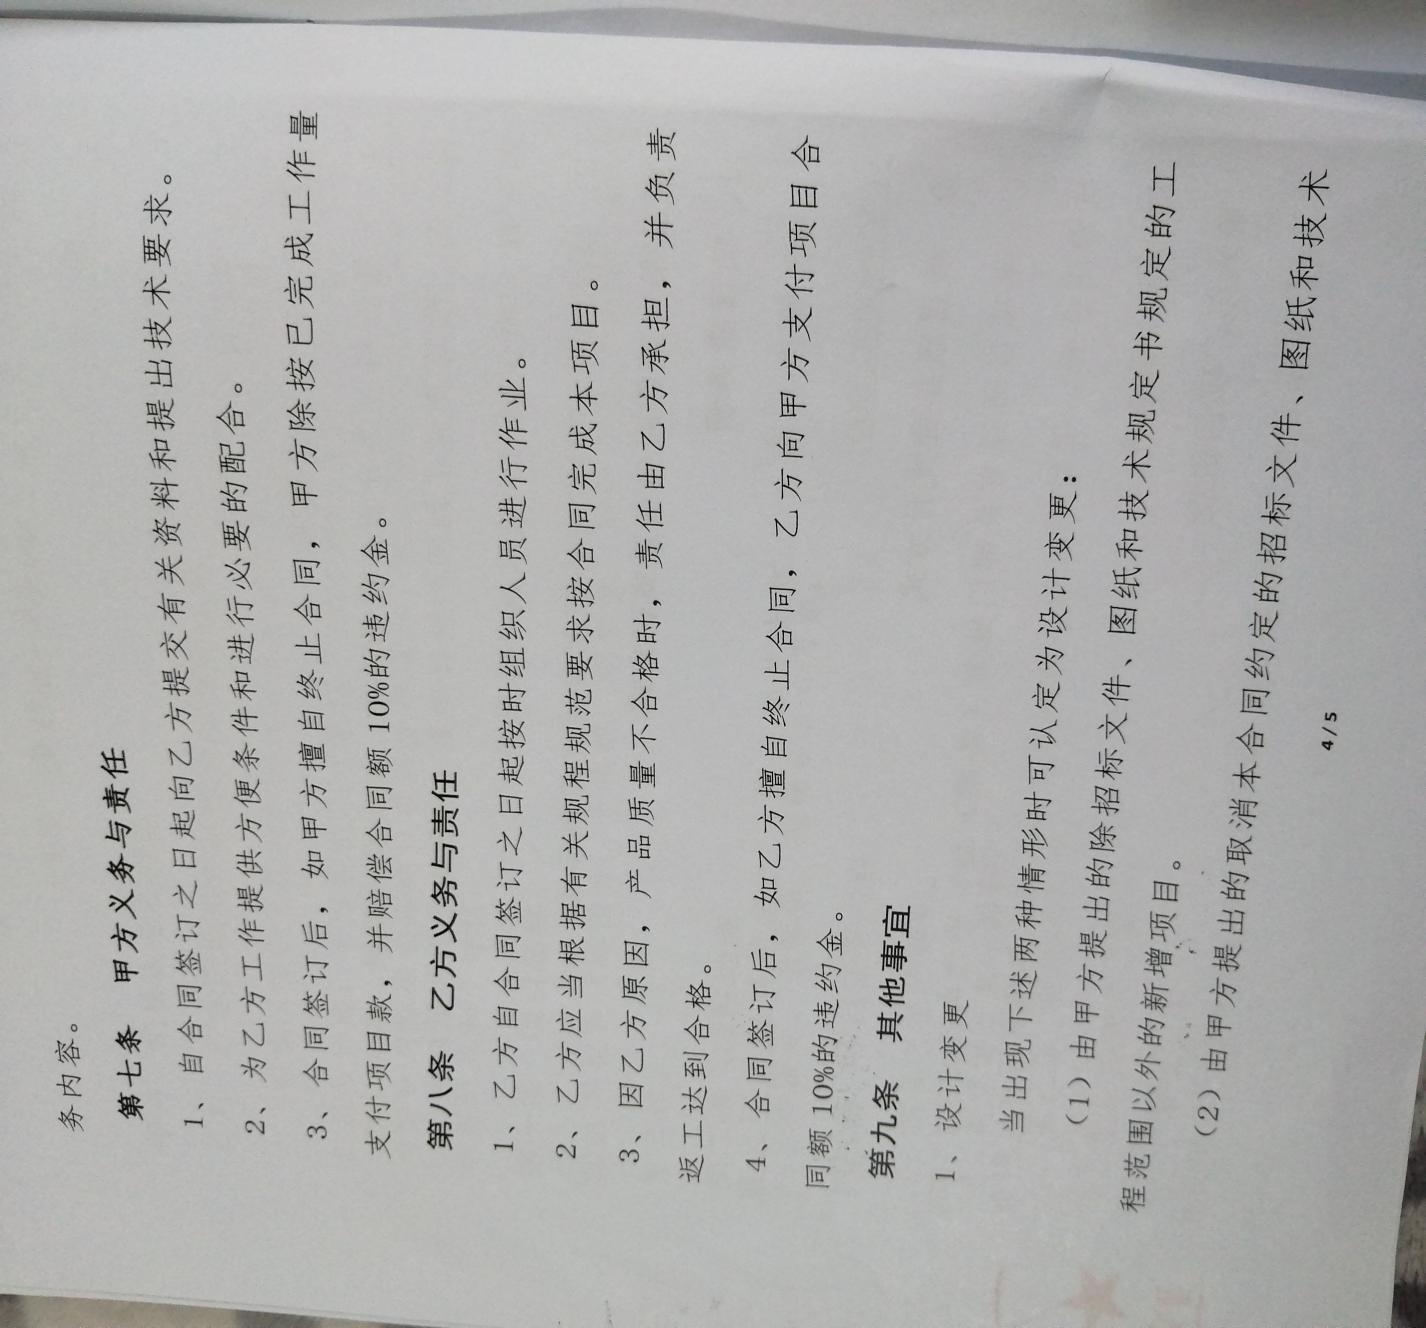 务内容。
第七条 甲方义务与责任
1、自合同签订之日起向乙方提交有关资料和提出技术要求。
2、为乙方工作提供方便条件和进行必要的配合。
3、合同签订后，如甲方擅自终止合同，甲方除按已完成工作量
支付项目款，并赔偿合同额10%的违约金。
第八条 乙方义务与责任
1、乙方自合同签订之日起按时组织人员进行作业。
2、乙方应当根据有关规程规范要求按合同完成本项目。
3、因乙方原因，产品质量不合格时，责任由乙方承担，并负责
返工达到合格。
4、合同签订后，如乙方擅自终止合同，乙方向甲方支付项目合
同额10%的违约金。
第九条 其他事宜
1、设计变更
当出现下述两种情形时可认定为设计变更：
（1）由甲方提出的除招标文件、图纸和技术规定书规定的工
程范围以外的新增项目。
（2）由甲方提出的取消本合同约定的招标文件、图纸和技术
4/5